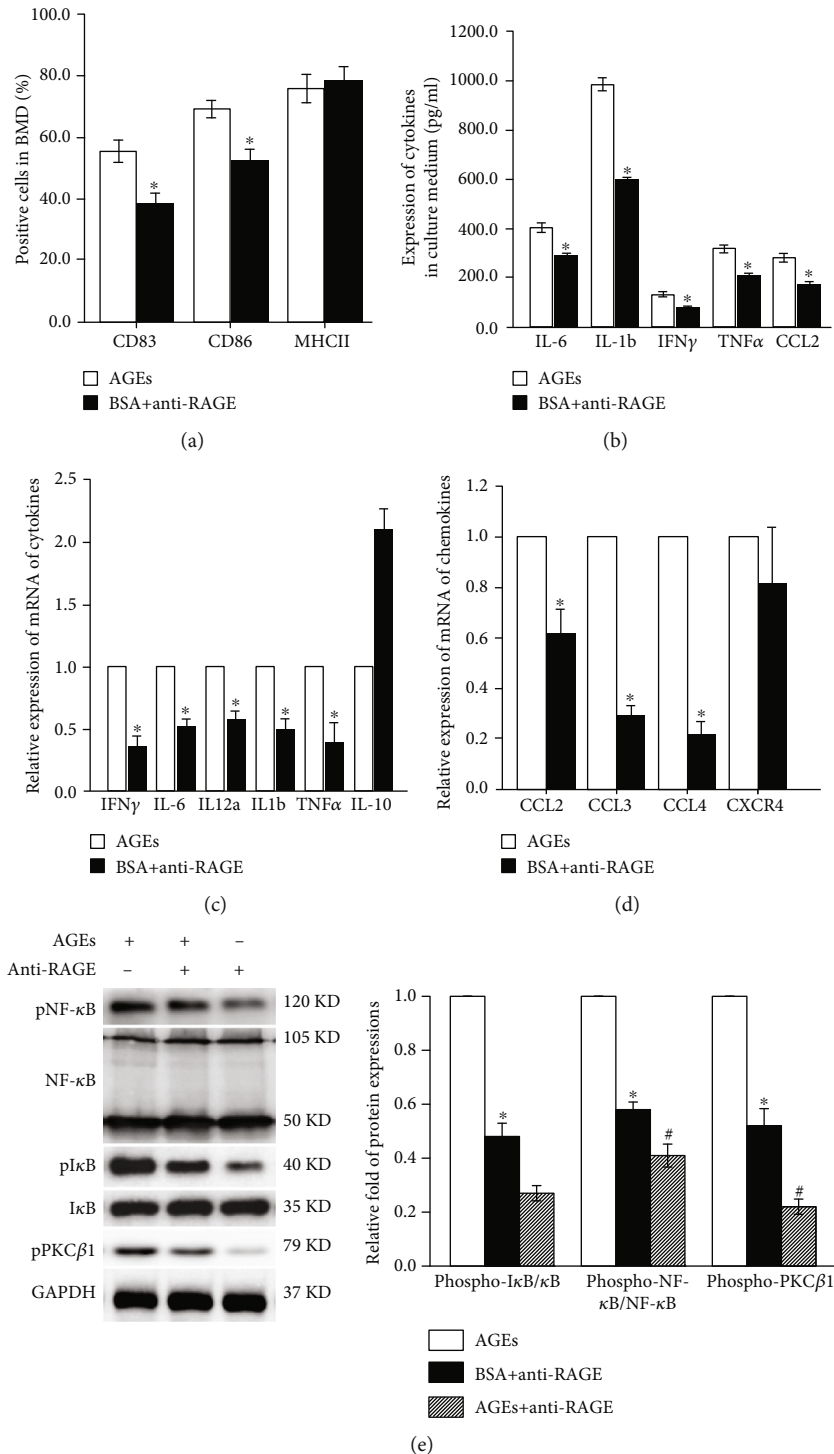 Positive cells in BMD (%)
100.0
80.0
60.0
40.0
20.0
0.0
CD83 CD86 MHCII
AGEs
BSA+anti-RAGE
(a)
Expression of cytokines
in culture medium (pg/ml)
1200.0
1000.0
800.0
600.0
400.0
200.0
0.0
* * * * *
IL-6 IL-1b IFNγ TNFα CCL2
AGEs
BSA+anti-RAGE
(b)
Relative expression of mRNA of cytokines
2.5
2.0
1.5
1.0
0.5
0.0
* * * * *
IFNγ IL-6 IL12a IL1b TNFα IL-10
AGEs
BSA+anti-RAGE
(c)
Relative expression of mRNA of chemokines
1.2
1.0
0.8
0.6
0.4
0.2
0.0
* * *
CCL2 CCL3 CCL4 CXCR4
AGEs
BSA+anti-RAGE
(d)
AGEs + + –
Anti-RAGE – + +
pNF-κB 120 KD
105 KD
NF-κB
50 KD
pIκB 40 KD
IκB 35 KD
pPKCβ1 79 KD
GAPDH 37 KD
Relative fold of protein expressions
1.0
0.8
0.6
0.4
0.2
0.0
* * # * #
Phospho-IκB/κB Phospho-NF-κB/NF-κB Phospho-PKCβ1
AGEs
BSA+anti-RAGE
AGEs+anti-RAGE
(e)